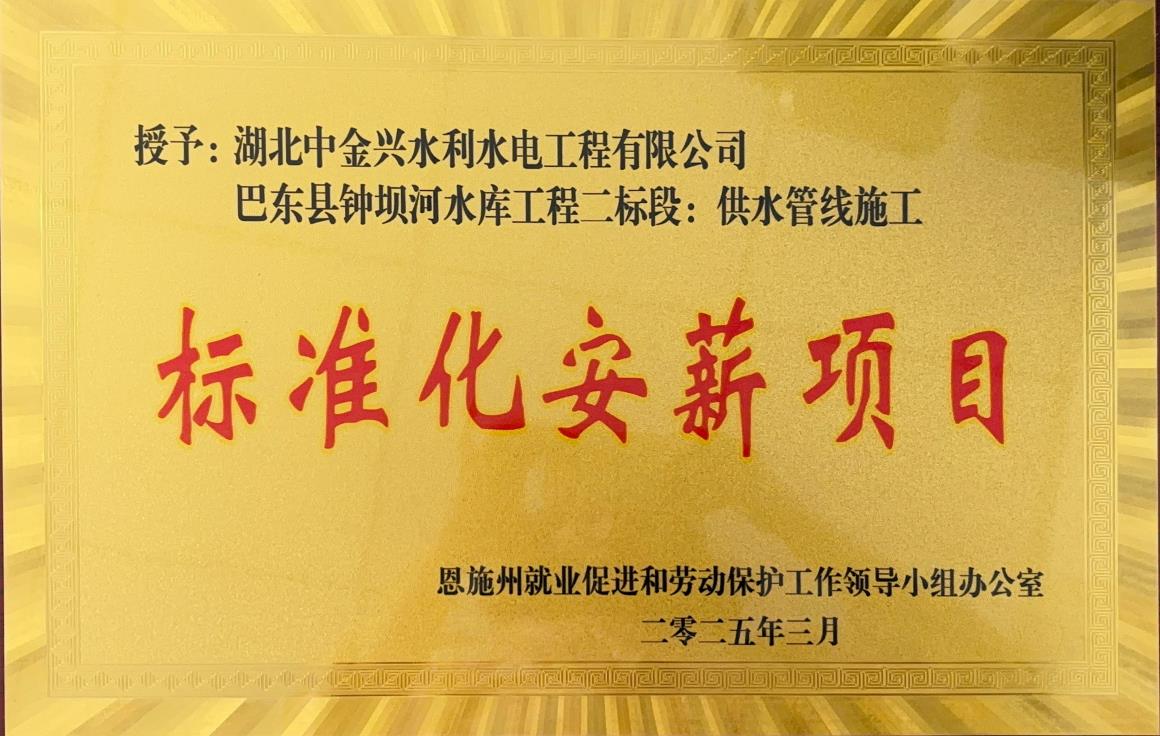 授予：湖北中金兴水利水电工程有限公司
巴东县钟坝河水库工程二标段：供水管线施工
标准化安薪项目
恩施州就业促进和劳动保护工作领导小组办公室
二零二五年三月